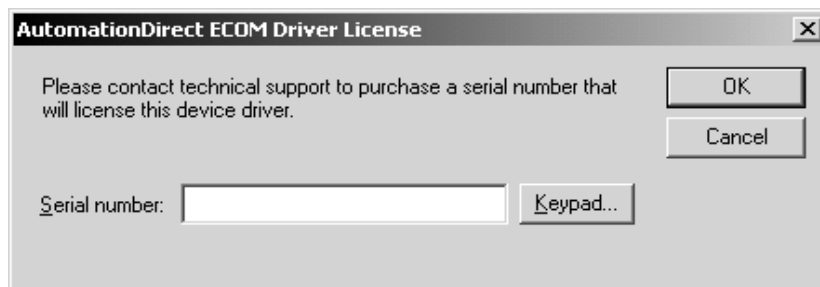 AutomationDirect ECOM Driver License
Please contact technical support to purchase a serial number that
will license this device driver.
OK
Cancel
Serial number:
Keypad...